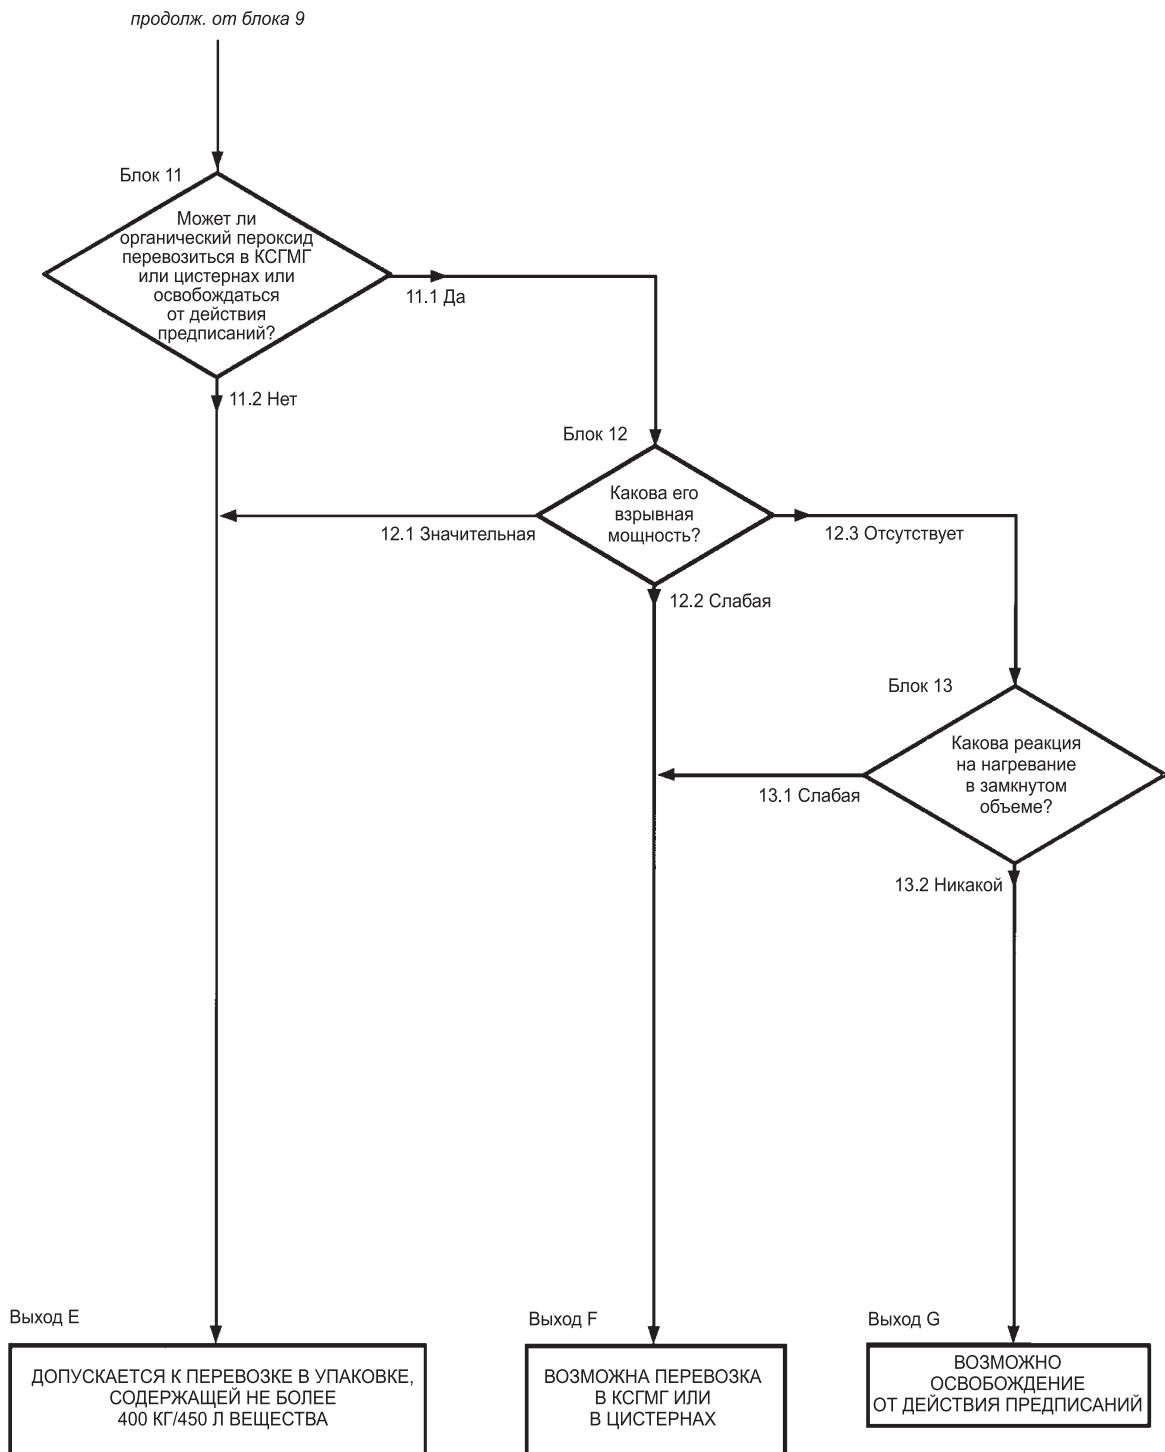 продолж. от блока 9
Блок 11
Может ли
органический пероксид
перевозиться в КСГМГ
или цистернах или
освобождаться
от действия
предписаний?
11.1 Да
11.2 Нет
Блок 12
Какова его
взрывная
мощность?
12.1 Значительная
12.3 Отсутствует
12.2 Слабая
Блок 13
Какова реакция
на нагревание
в замкнутом
объеме?
13.1 Слабая
13.2 Никакой
Выход E
ДОПУСКАЕТСЯ К ПЕРЕВОЗКЕ В УПАКОВКЕ,
СОДЕРЖАЩЕЙ НЕ БОЛЕЕ
400 КГ/450 Л ВЕЩЕСТВА
Выход F
ВОЗМОЖНА ПЕРЕВОЗКА
В КСГМГ ИЛИ
В ЦИСТЕРНАХ
Выход G
ВОЗМОЖНО
ОСВОБОЖДЕНИЕ
ОТ ДЕЙСТВИЯ ПРЕДПИСАНИЙ